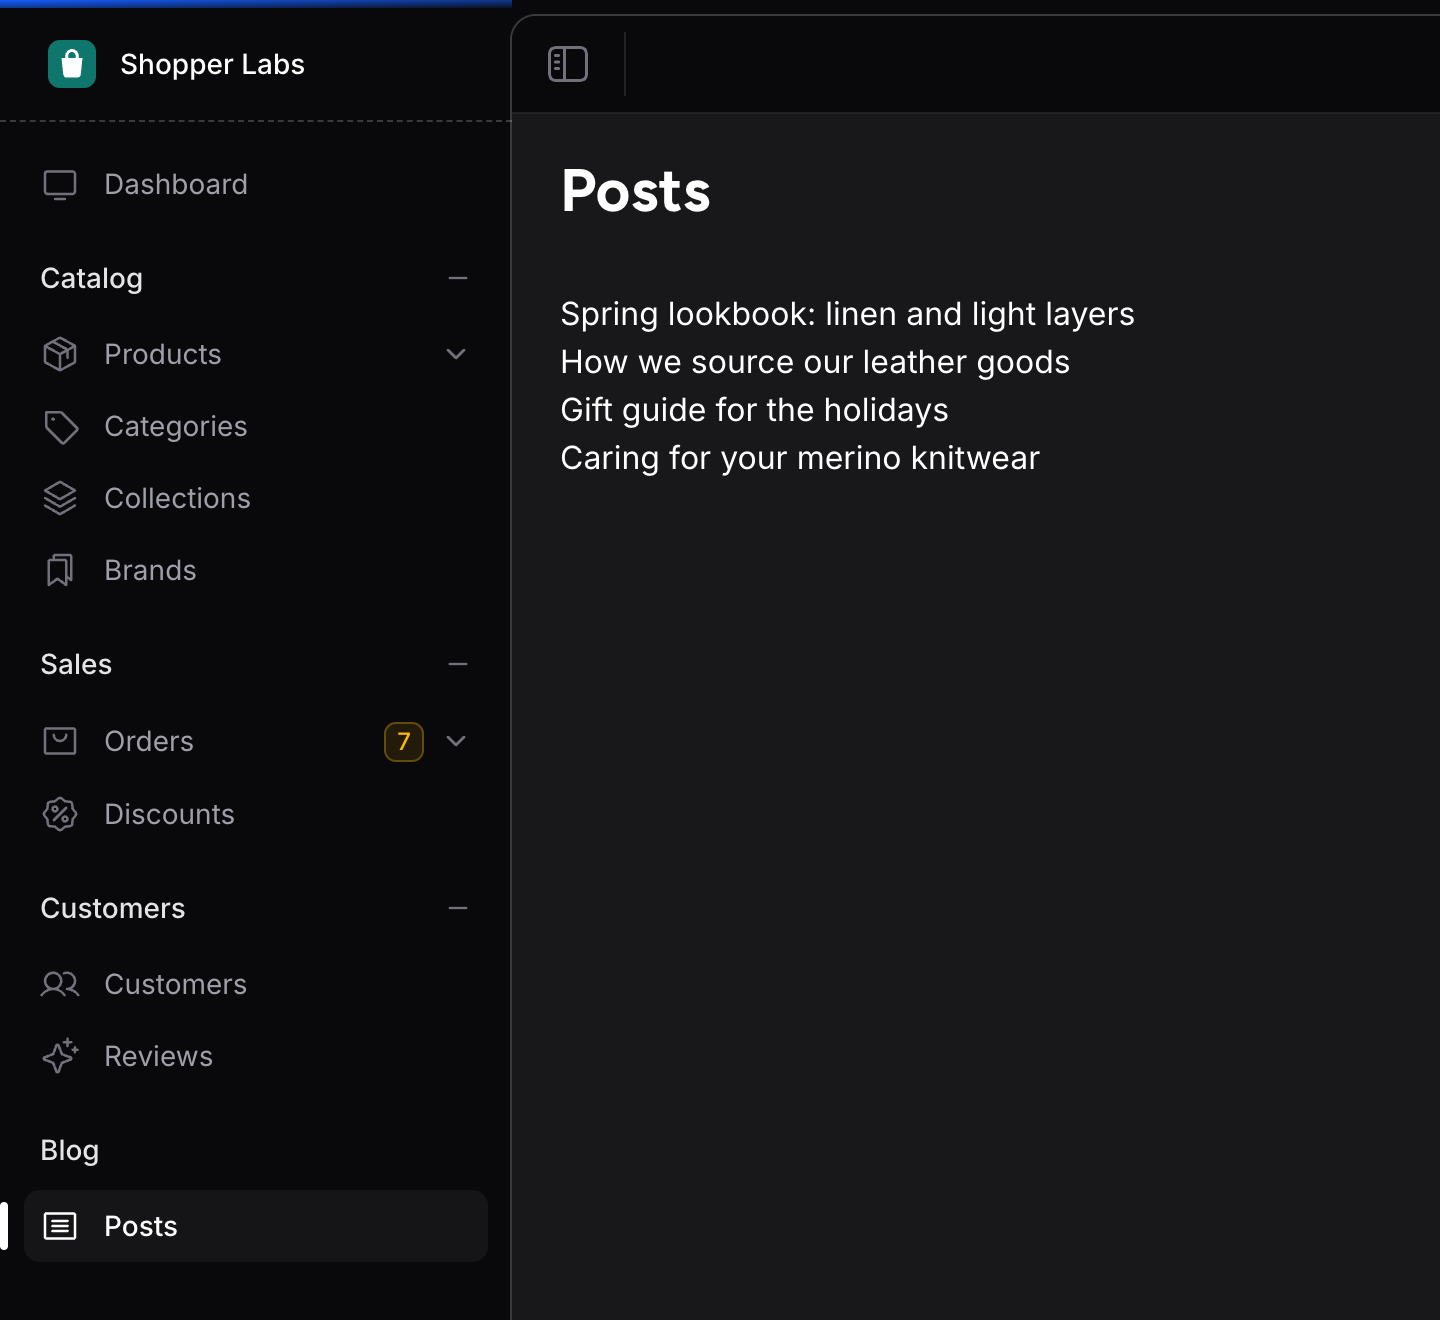 Shopper Labs
Dashboard
Catalog
Products
Categories
Collections
Brands
Sales
Orders 7
Discounts
Customers
Customers
Reviews
Blog
Posts
Posts
Spring lookbook: linen and light layers
How we source our leather goods
Gift guide for the holidays
Caring for your merino knitwear